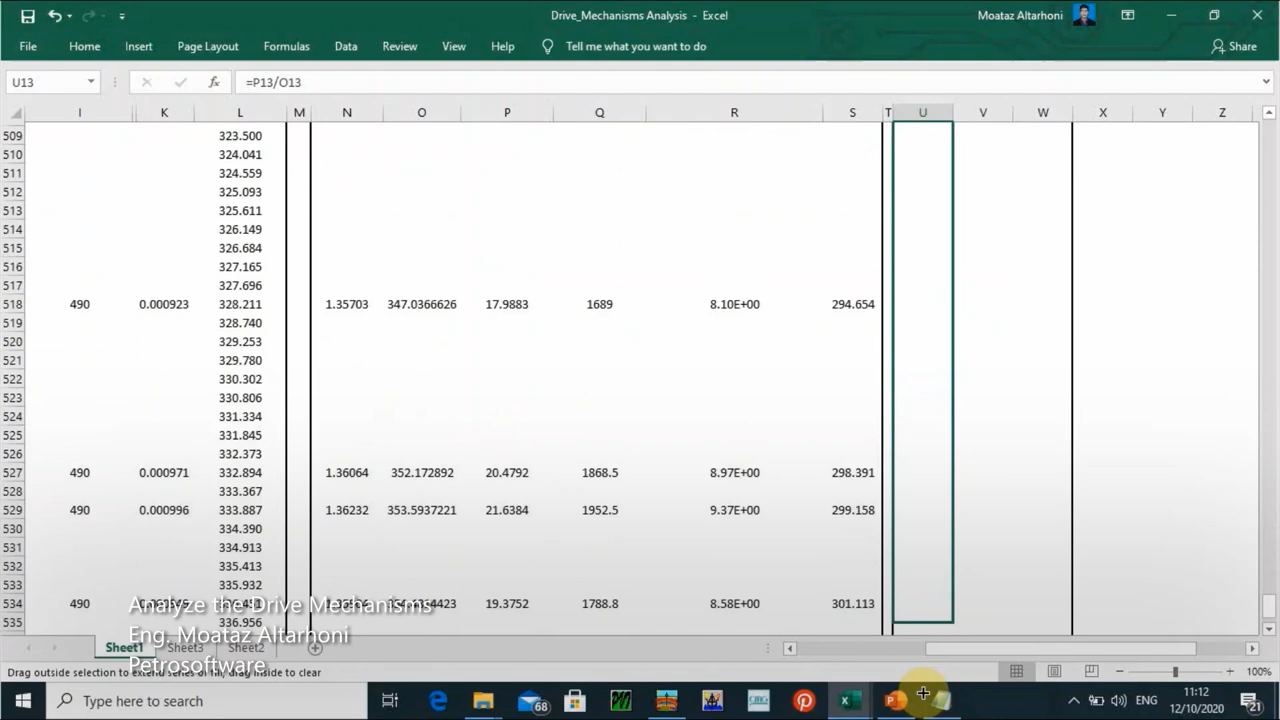 Drive_Mechanisms Analysis - Excel
Moataz Altarhoni
File Home Insert Page Layout Formulas Data Review View Help Tell me what you want to do Share
U13 fx =P13/O13
I K L M N O P Q R S T U V W X Y Z
509 323.500
510 324.041
511 324.559
512 325.093
513 325.611
514 326.149
515 326.684
516 327.165
517 327.696
518 490 0.000923 328.211 1.35703 347.0366626 17.9883 1689 8.10E+00 294.654
519 328.740
520 329.253
521 329.780
522 330.302
523 330.806
524 331.334
525 331.845
526 332.373
527 490 0.000971 332.894 1.36064 352.172892 20.4792 1868.5 8.97E+00 298.391
528 333.367
529 490 0.000996 333.887 1.36232 353.5937221 21.6384 1952.5 9.37E+00 299.158
530 334.390
531 334.913
532 335.413
533 335.932
534 490 19.3752 1788.8 8.58E+00 301.113
535 336.956
Analyze the Drive Mechanisms
Eng. Moataz Altarhoni
Petrosoftware
Sheet1 Sheet3 Sheet2
Drag outside selection to extend series or fill; drag inside to clear
100%
Type here to search
68
CMG
ENG
11:12
12/10/2020
21